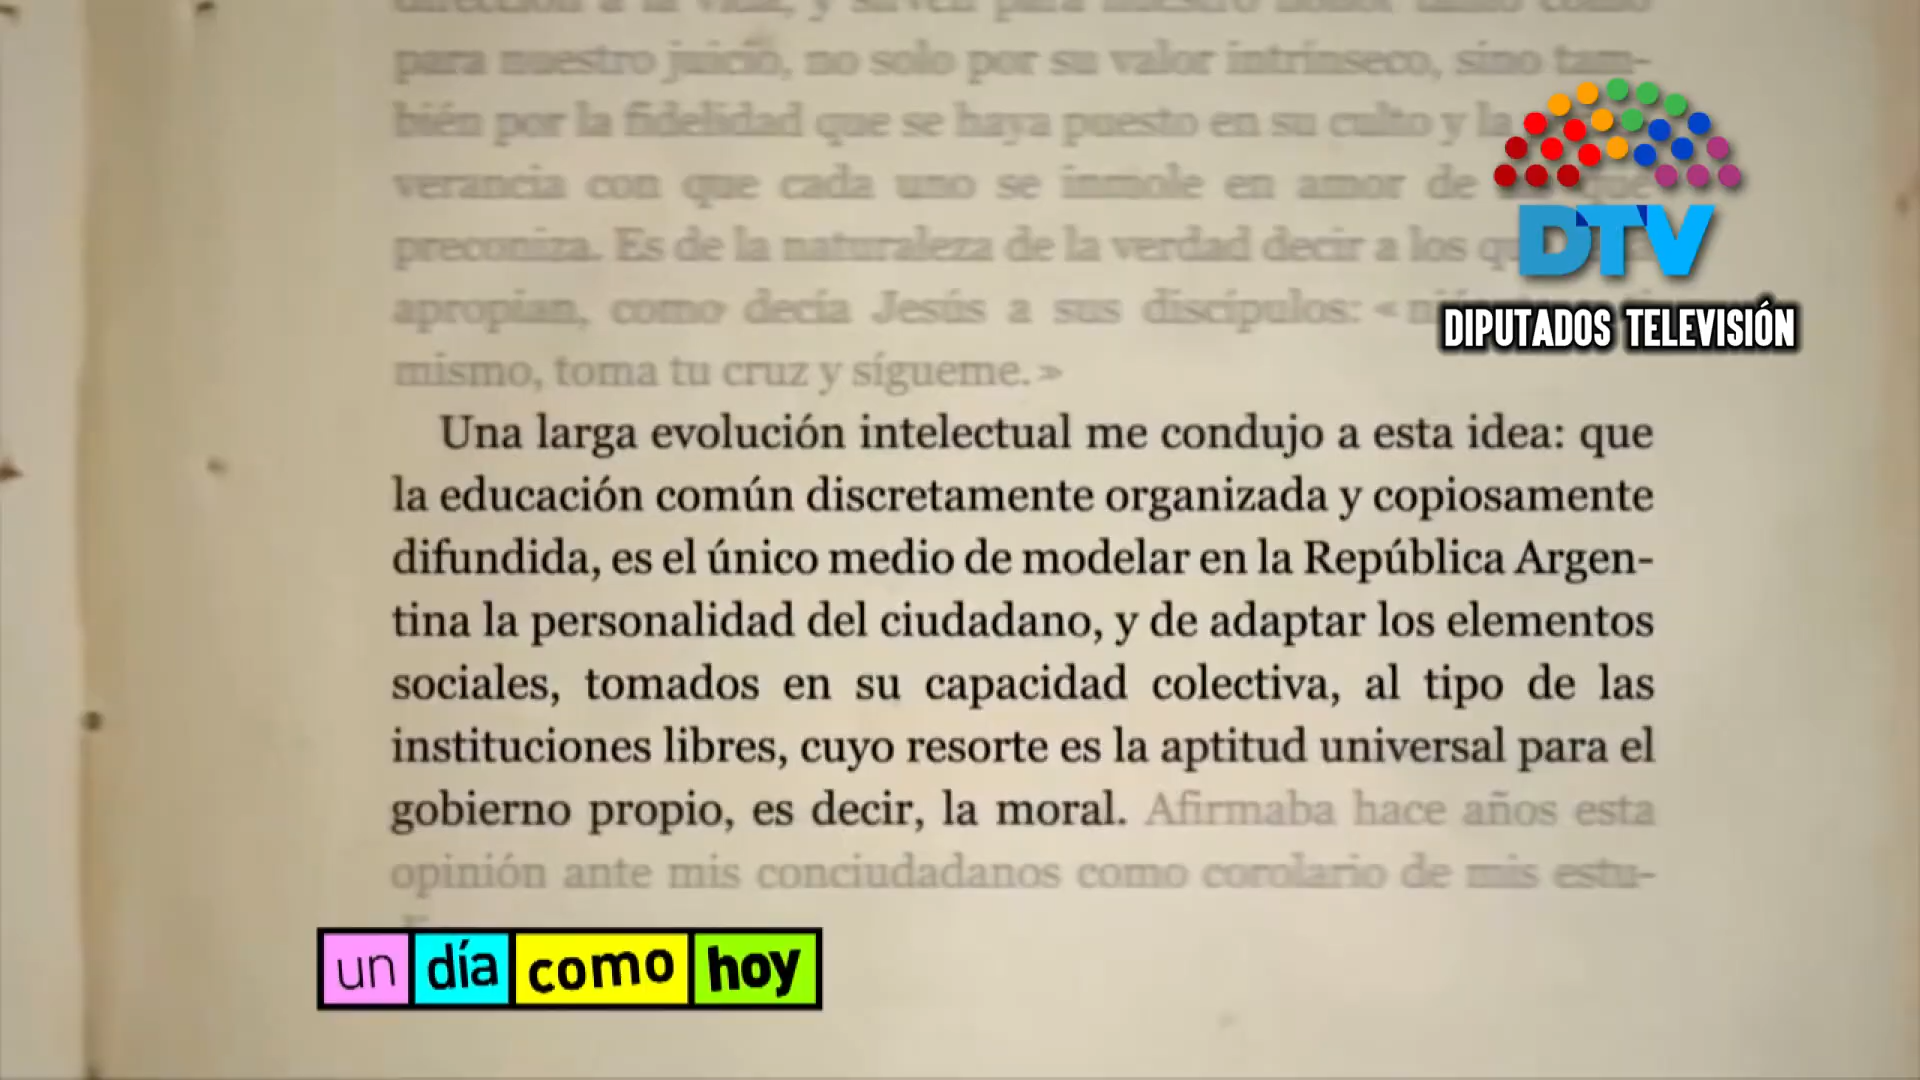 para nuestro juicio, no solo por su valor intrínseco, sino tam-
bién por la fidelidad que se haya puesto en su culto y la
verancia con que cada uno se inmole en amor de que
preconiza. Es de la naturaleza de la verdad decir a los
apropian, como decía Jesús a sus discípulos: «
mismo, toma tu cruz y sígueme.»
Una larga evolución intelectual me condujo a esta idea: que
la educación común discretamente organizada y copiosamente
difundida, es el único medio de modelar en la República Argen-
tina la personalidad del ciudadano, y de adaptar los elementos
sociales, tomados en su capacidad colectiva, al tipo de las
instituciones libres, cuyo resorte es la aptitud universal para el
gobierno propio, es decir, la moral. Afirmaba hace años esta
opinión ante mis conciudadanos como corolario de mis estu-
DTV
DIPUTADOS TELEVISIÓN
un día como hoy